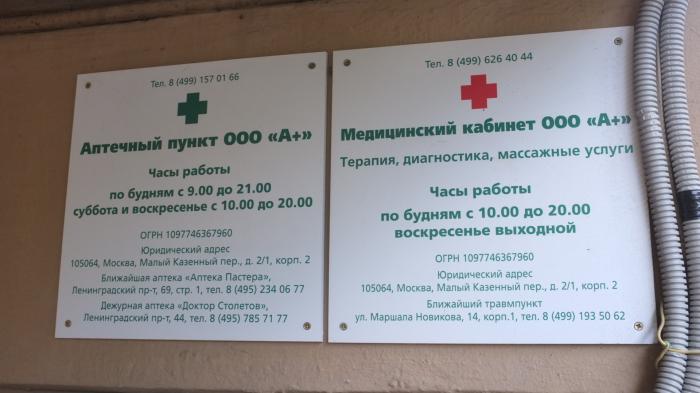 Тел. 8 (499) 157 01 66
Аптечный пункт ООО «А+»
Часы работы
по будням с 9.00 до 21.00
суббота и воскресенье с 10.00 до 20.00
ОГРН 1097746367960
Юридический адрес
105064, Москва, Малый Казенный пер., д. 2/1, корп. 2
Ближайшая аптека «Аптека Пастера»,
Ленинградский пр-т, 69, стр. 1, тел. 8 (495) 234 06 77
Дежурная аптека «Доктор Столетов»,
Ленинградский пр-т, 44, тел. 8 (495) 785 71 77
Тел. 8 (499) 626 40 44
Медицинский кабинет ООО «А+»
Терапия, диагностика, массажные услуги
Часы работы
по будням с 10.00 до 20.00
воскресенье выходной
ОГРН 1097746367960
Юридический адрес
105064, Москва, Малый Казенный пер., д. 2/1, корп. 2
Ближайший травмпункт
ул. Маршала Новикова, 14, корп.1, тел. 8 (499) 193 50 62